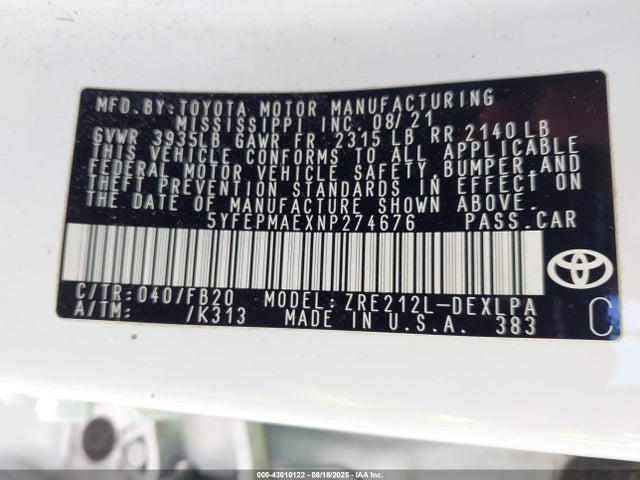 MFD. BY: TOYOTA MOTOR MANUFACTURING
MISSISSIPPI INC. 08/21
GVWR 3935LB GAWR FR 2315 LB RR 2140 LB
THIS VEHICLE CONFORMS TO ALL APPLICABLE
FEDERAL MOTOR VEHICLE SAFETY, BUMPER, AND
THEFT PREVENTION STANDARDS IN EFFECT ON
THE DATE OF MANUFACTURE SHOWN ABOVE.
5YFEPMAEXNP274676 PASS.CAR
C/TR: 040/FB20 MODEL: ZRE212L-DEXLPA
A/TM: /K313 MADE IN U.S.A. 383 C
000-43010122 - 08/18/2025 - IAA Inc.